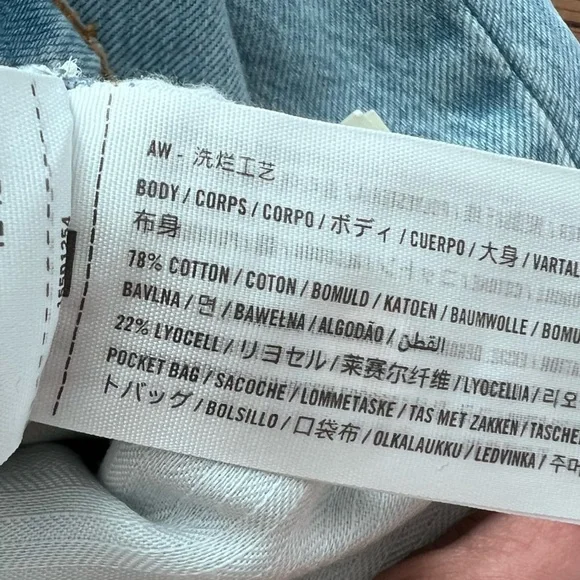 AW - 洗烂工艺
BODY / CORPS / CORPO / ボディ / CUERPO / 大身 / VARTAL
布身
78% COTTON / COTON / BOMULD / KATOEN / BAUMWOLLE / BOMU
BAVLNA / 면 / BAWEŁNA / ALGODÃO / القطن
22% LYOCELL / リヨセル / 莱赛尔纤维 / LYOCELLIA / 리오
POCKET BAG / SACOCHE / LOMMETASKE / TAS MET ZAKKEN / TASCHE
トバッグ / BOLSILLO / 口袋布 / OLKALAUKKU / LEDVINKA / 주머